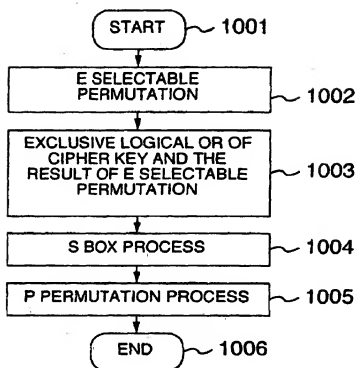 START
1001
E SELECTABLE
PERMUTATION
1002
EXCLUSIVE LOGICAL OR OF
CIPHER KEY AND THE
RESULT OF E SELECTABLE
PERMUTATION
1003
S BOX PROCESS
1004
P PERMUTATION PROCESS
1005
END
1006